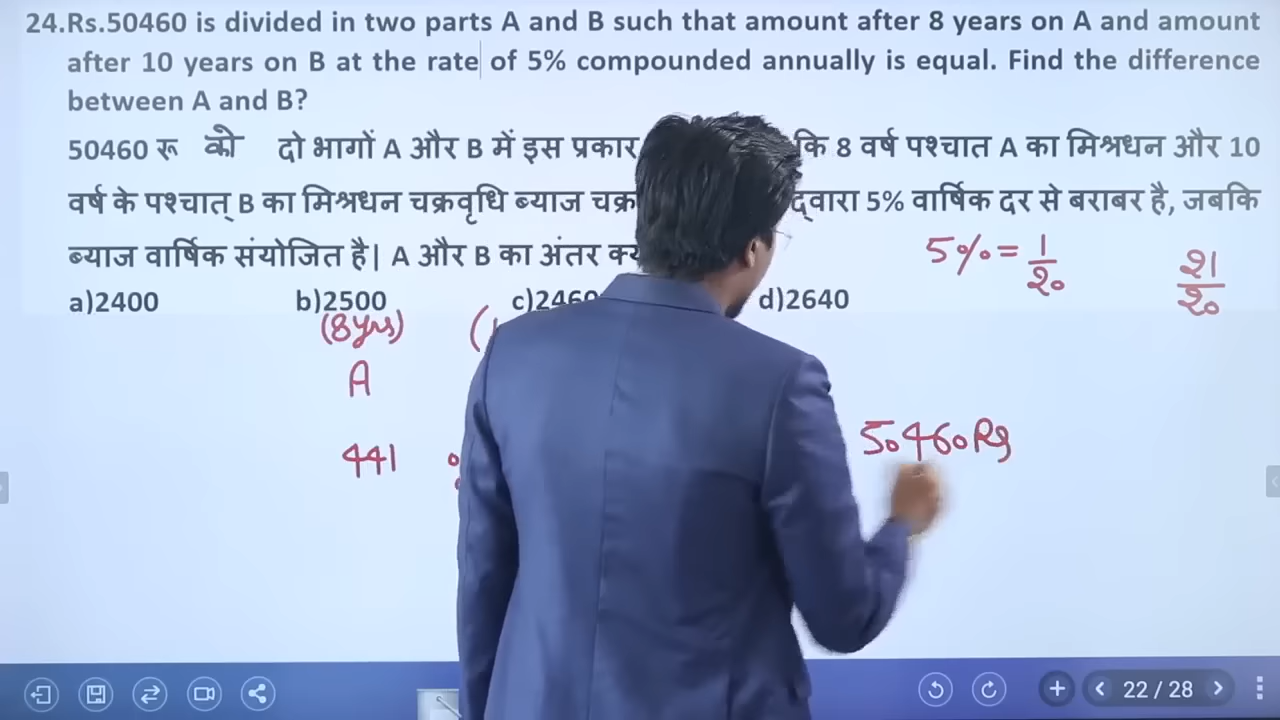 24.Rs.50460 is divided in two parts A and B such that amount after 8 years on A and amount
after 10 years on B at the rate of 5% compounded annually is equal. Find the difference
between A and B?
50460 रू को दो भागों A और B में इस प्रकार कि 8 वर्ष पश्चात A का मिश्रधन और 10
वर्ष के पश्चात् B का मिश्रधन चक्रवृधि ब्याज चक्र द्वारा 5% वार्षिक दर से बराबर है, जबकि
ब्याज वार्षिक संयोजित है| A और B का अंतर
5%= 1/20 21/20
a)2400 b)2500 c)2460 d)2640
(8yrs) (
A
441 :
50460Rs
22 / 28